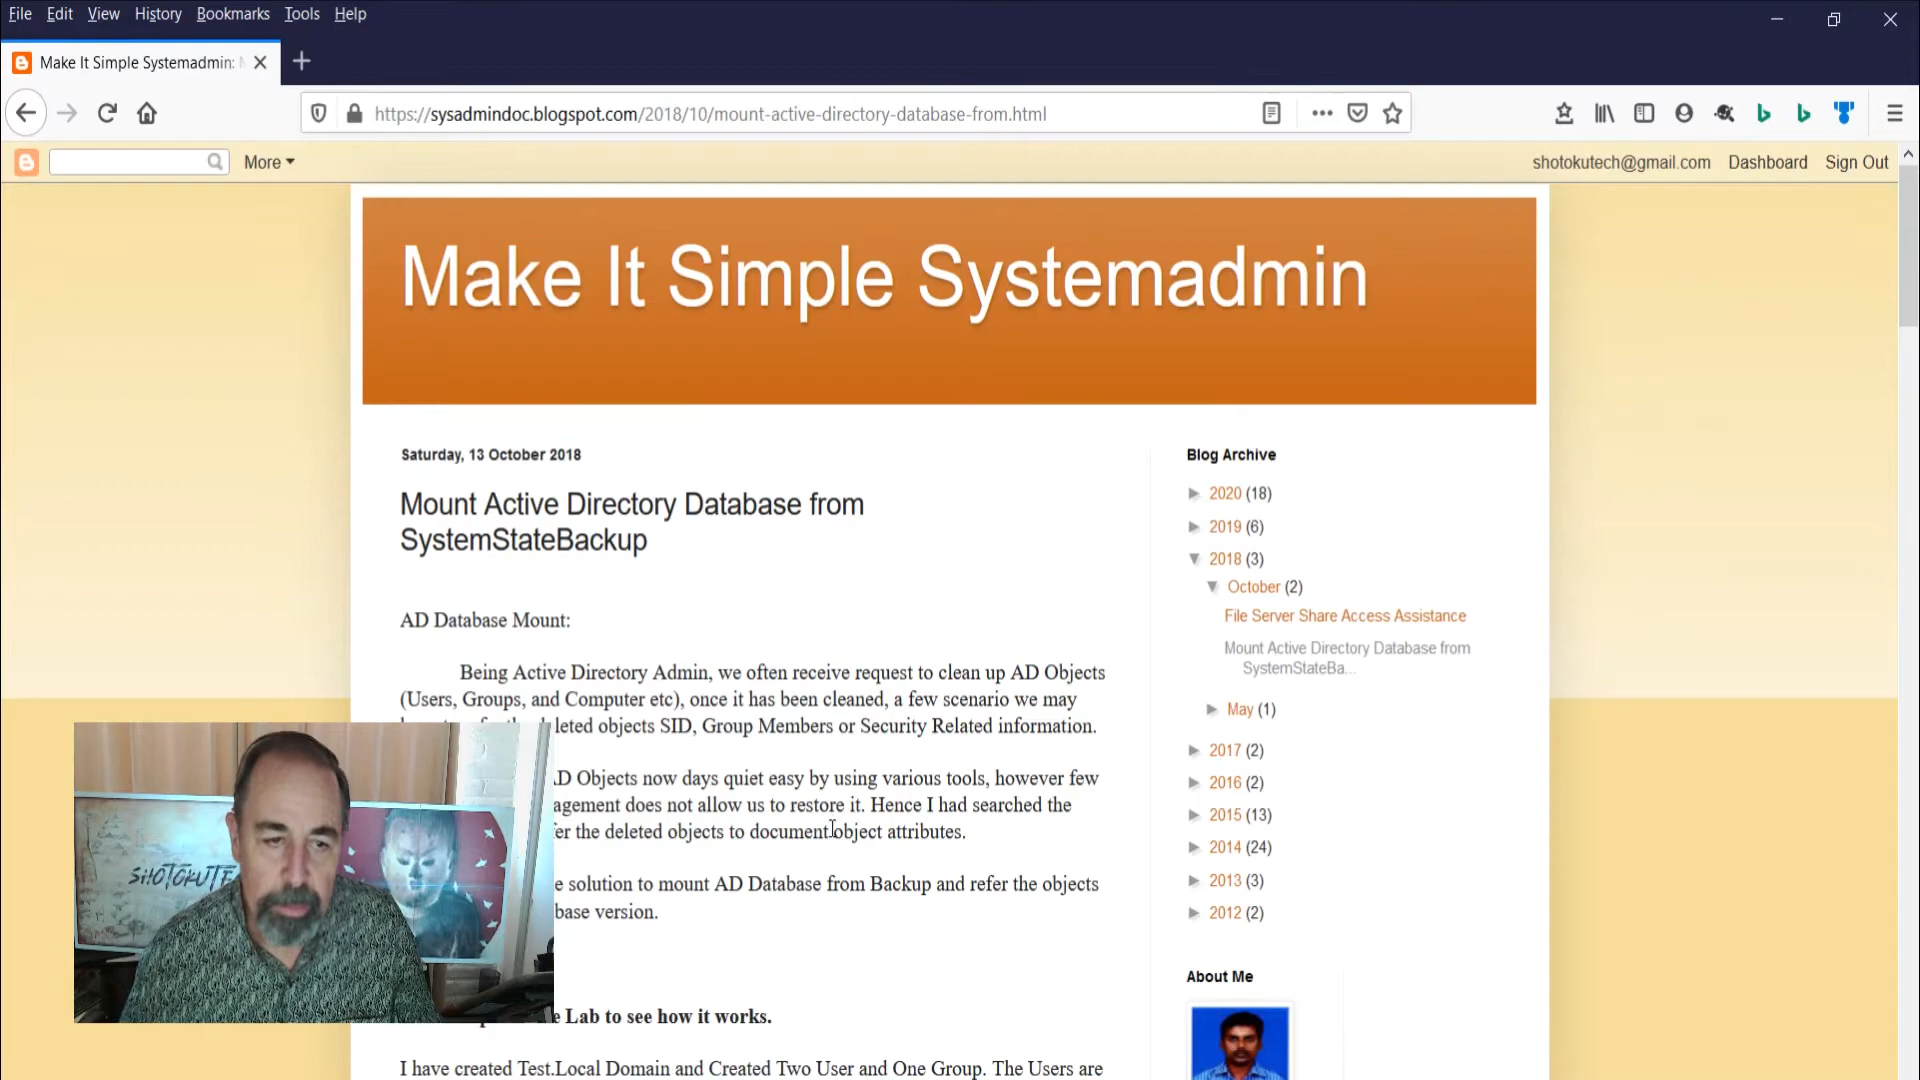 File Edit View History Bookmarks Tools Help
Make It Simple Systemadmin:
https://sysadmindoc.blogspot.com/2018/10/mount-active-directory-database-from.html
More
shotokutech@gmail.com Dashboard Sign Out
Make It Simple Systemadmin
Saturday, 13 October 2018
Mount Active Directory Database from
SystemStateBackup
AD Database Mount:
Being Active Directory Admin, we often receive request to clean up AD Objects
(Users, Groups, and Computer etc), once it has been cleaned, a few scenario we may
leted objects SID, Group Members or Security Related information.
AD Objects now days quiet easy by using various tools, however few
agement does not allow us to restore it. Hence I had searched the
fer the deleted objects to document object attributes.
e solution to mount AD Database from Backup and refer the objects
base version.
e Lab to see how it works.
I have created Test.Local Domain and Created Two User and One Group. The Users are
Blog Archive
2020 (18)
2019 (6)
2018 (3)
October (2)
File Server Share Access Assistance
Mount Active Directory Database from
SystemStateBa...
May (1)
2017 (2)
2016 (2)
2015 (13)
2014 (24)
2013 (3)
2012 (2)
About Me
SHOTOKUTE